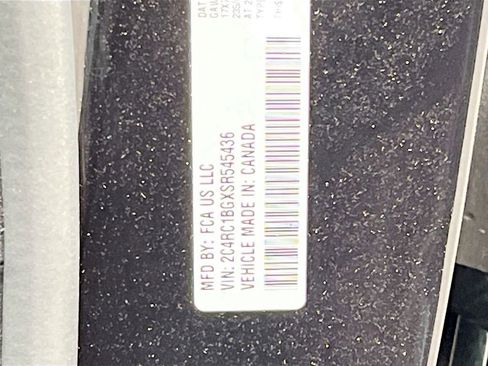 MFD BY: FCA US LLC
VIN: 2C4RC1BGXSR545436
VEHICLE MADE IN: CANADA